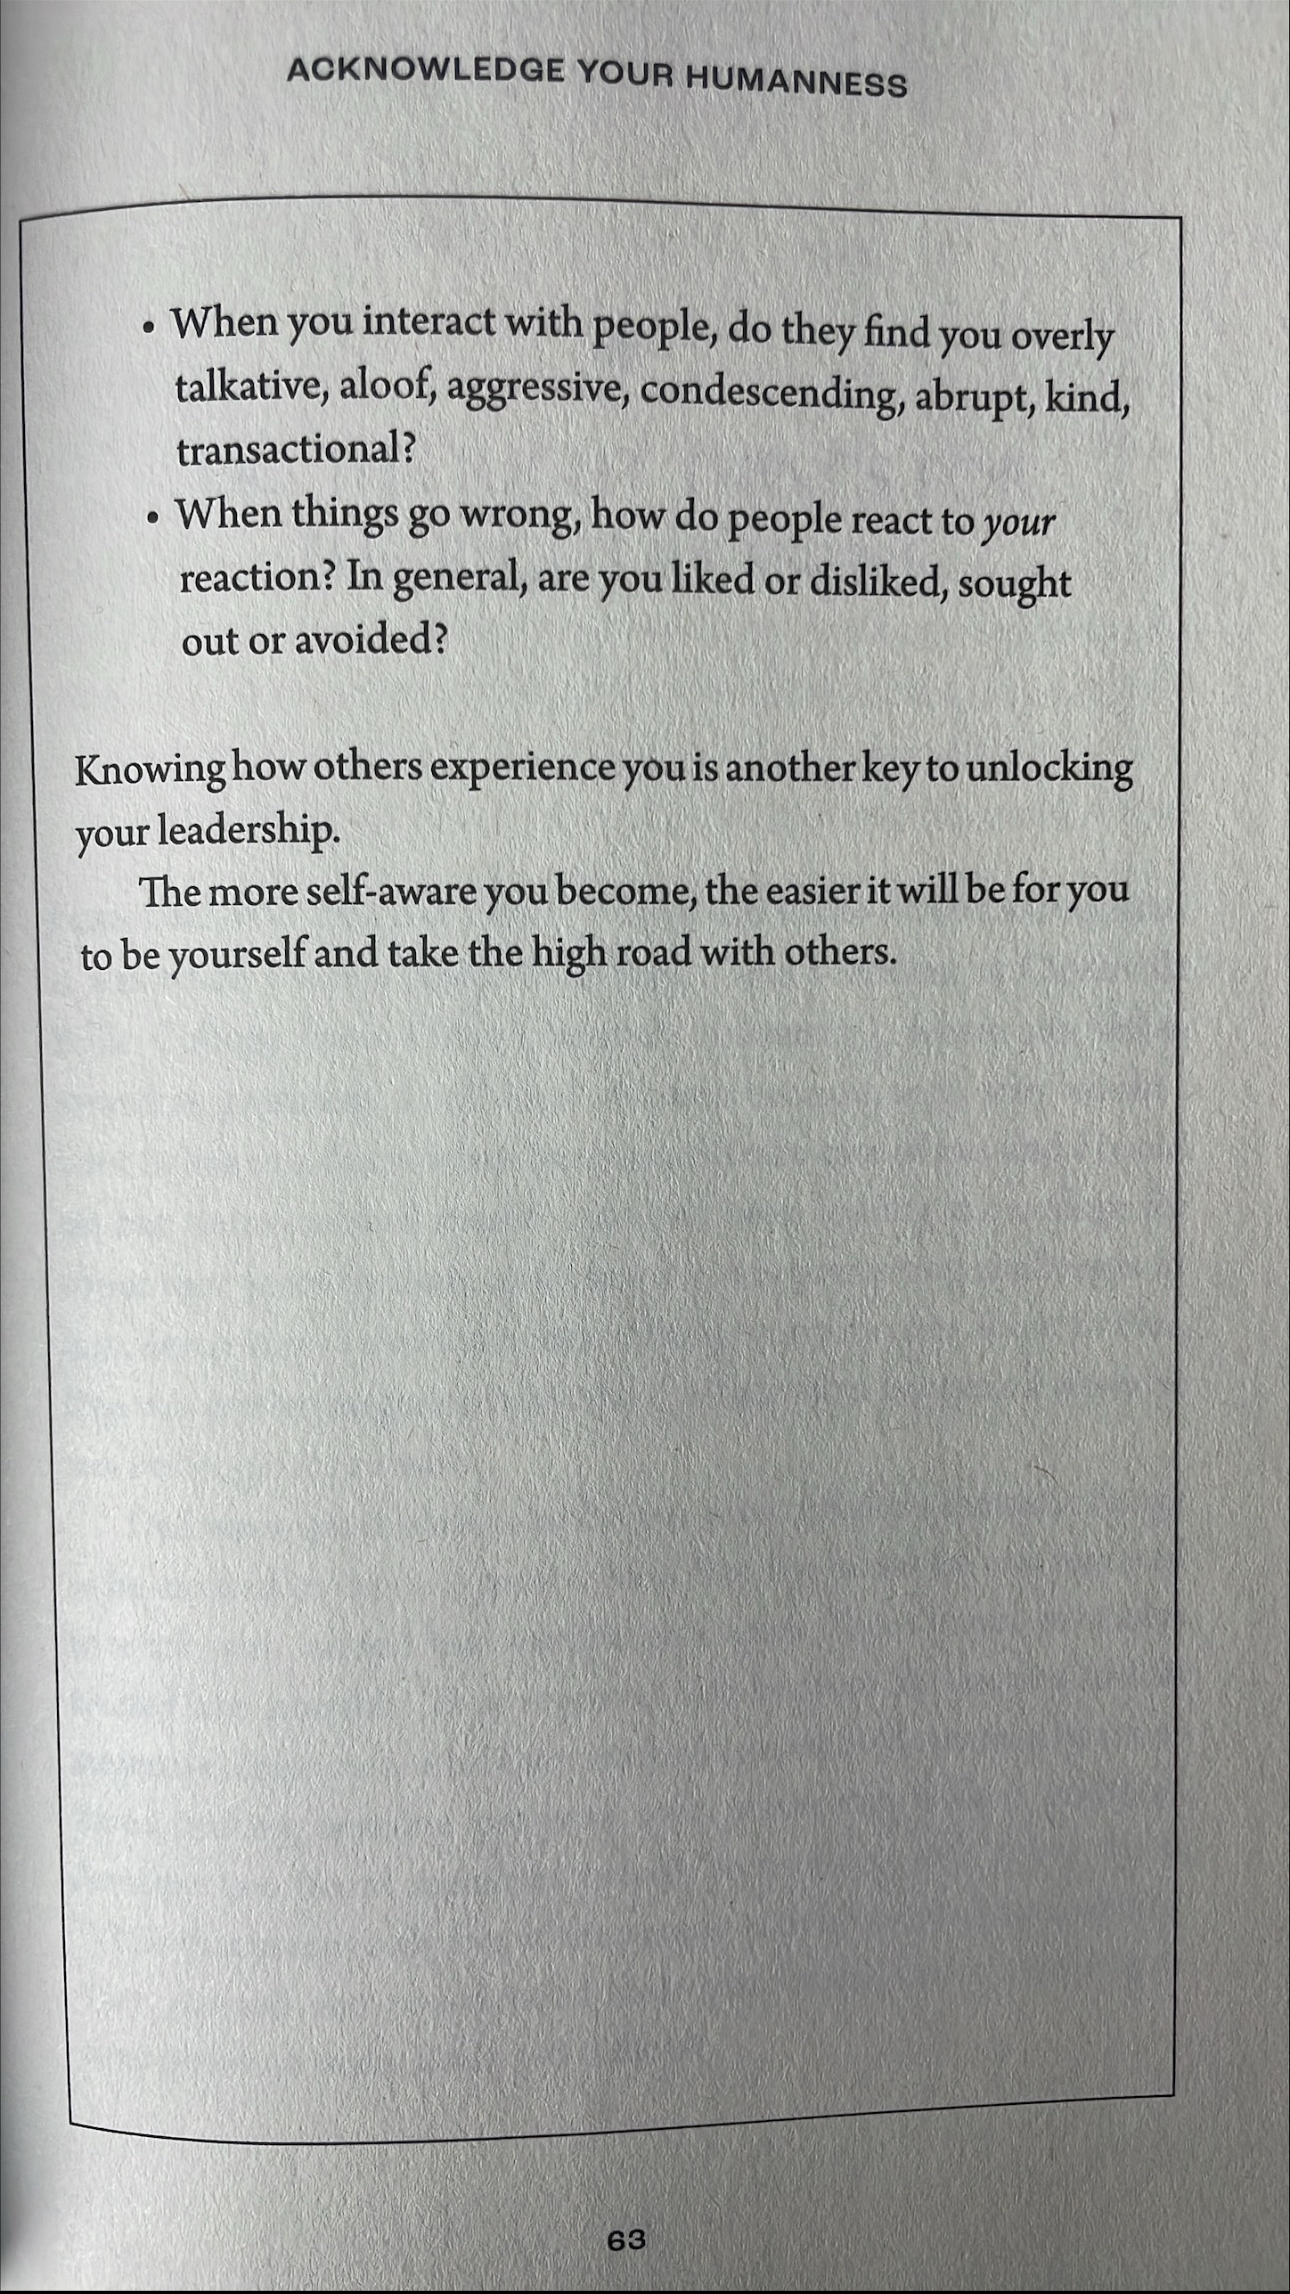 ACKNOWLEDGE YOUR HUMANNESS
• When you interact with people, do they find you overly
talkative, aloof, aggressive, condescending, abrupt, kind,
transactional?
• When things go wrong, how do people react to your
reaction? In general, are you liked or disliked, sought
out or avoided?
Knowing how others experience you is another key to unlocking
your leadership.
The more self-aware you become, the easier it will be for you
to be yourself and take the high road with others.
63